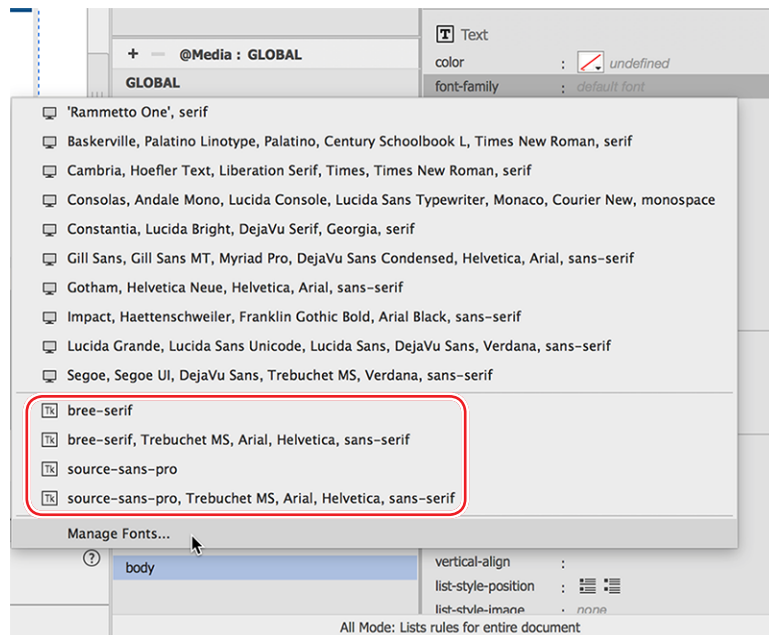 T Text
+ − @Media : GLOBAL
color : undefined
GLOBAL
font-family : default font
'Rammetto One', serif
Baskerville, Palatino Linotype, Palatino, Century Schoolbook L, Times New Roman, serif
Cambria, Hoefler Text, Liberation Serif, Times, Times New Roman, serif
Consolas, Andale Mono, Lucida Console, Lucida Sans Typewriter, Monaco, Courier New, monospace
Constantia, Lucida Bright, DejaVu Serif, Georgia, serif
Gill Sans, Gill Sans MT, Myriad Pro, DejaVu Sans Condensed, Helvetica, Arial, sans-serif
Gotham, Helvetica Neue, Helvetica, Arial, sans-serif
Impact, Haettenschweiler, Franklin Gothic Bold, Arial Black, sans-serif
Lucida Grande, Lucida Sans Unicode, Lucida Sans, DejaVu Sans, Verdana, sans-serif
Segoe, Segoe UI, DejaVu Sans, Trebuchet MS, Verdana, sans-serif
Tk bree-serif
Tk bree-serif, Trebuchet MS, Arial, Helvetica, sans-serif
Tk source-sans-pro
Tk source-sans-pro, Trebuchet MS, Arial, Helvetica, sans-serif
Manage Fonts...
? body
vertical-align :
list-style-position :
list-style-image : none
All Mode: Lists rules for entire document